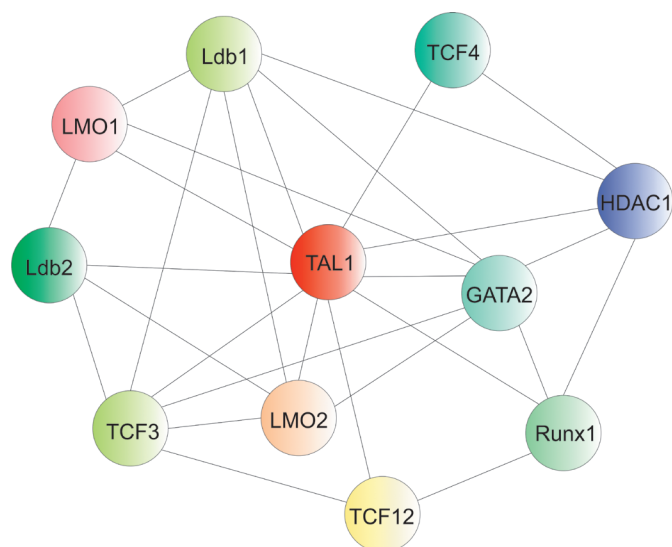 Ldb1
TCF4
LMO1
HDAC1
TAL1
Ldb2
GATA2
LMO2
TCF3
Runx1
TCF12